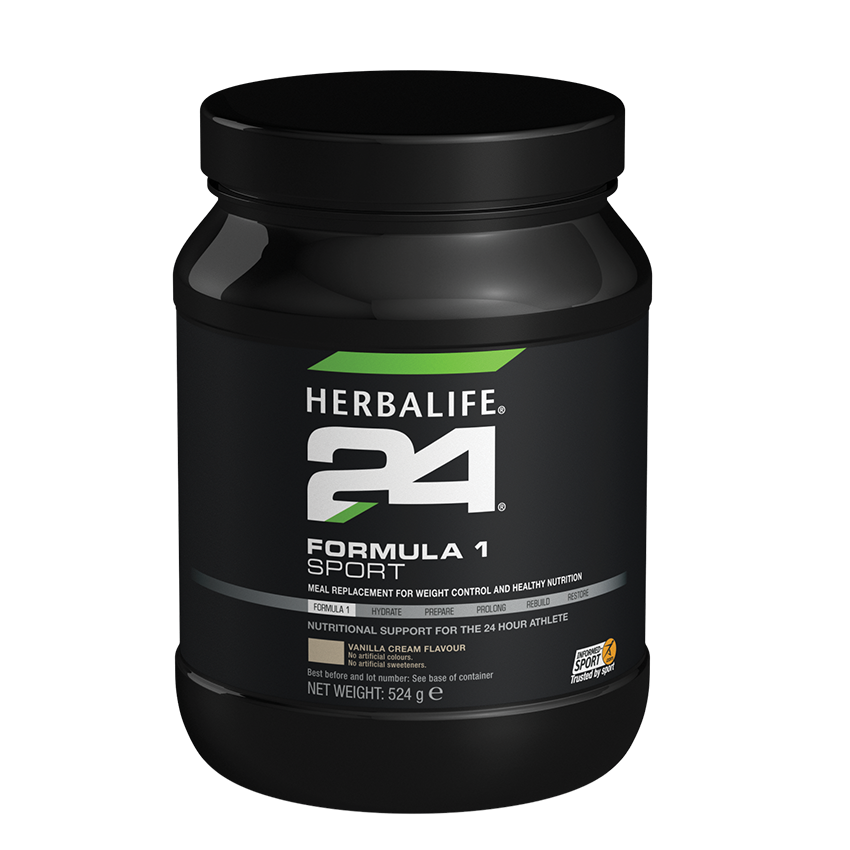 HERBALIFE®
24®
FORMULA 1
SPORT
MEAL REPLACEMENT FOR WEIGHT CONTROL AND HEALTHY NUTRITION
FORMULA 1 HYDRATE PREPARE PROLONG REBUILD RESTORE
NUTRITIONAL SUPPORT FOR THE 24 HOUR ATHLETE
VANILLA CREAM FLAVOUR
No artificial colours.
No artificial sweeteners.
Best before and lot number: See base of container
NET WEIGHT: 524 g ℮
INFORMED-
SPORT
Trusted by sport